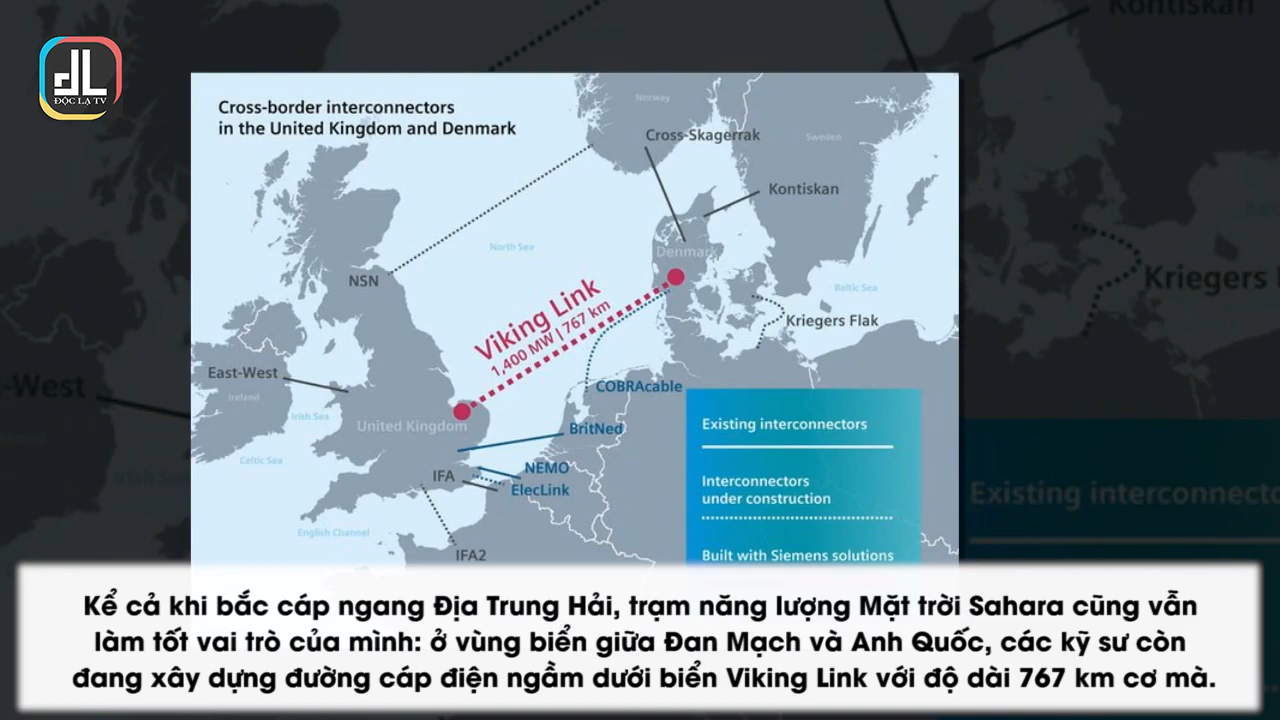 Kontiskan
ĐỘC LẠ TV
Cross-border interconnectors
in the United Kingdom and Denmark
Norway
Cross-Skagerrak
Sweden
Kontiskan
North Sea
Denmark
NSN
Viking Link
1,400 MW | 767 km
Baltic Sea
Kriegers
Kriegers Flak
East-West
-West
Ireland
COBRAcable
Irish Sea
United Kingdom
BritNed
Existing interconnectors
Celtic Sea
NEMO
IFA
ElecLink
Interconnectors
under construction
Existing interconnecto
English Channel
IFA2
Built with Siemens solutions
Kể cả khi bắc cáp ngang Địa Trung Hải, trạm năng lượng Mặt trời Sahara cũng vẫn
làm tốt vai trò của mình: ở vùng biển giữa Đan Mạch và Anh Quốc, các kỹ sư còn
đang xây dựng đường cáp điện ngầm dưới biển Viking Link với độ dài 767 km cơ mà.